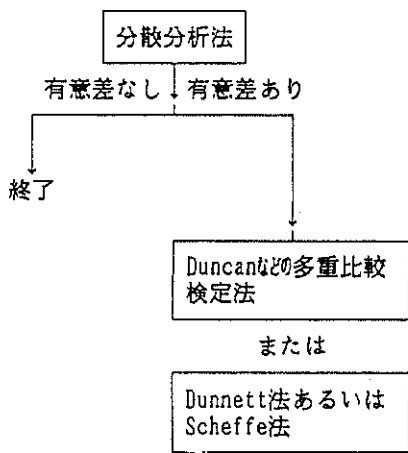 分散分析法
有意差なし 有意差あり
終了
Duncanなどの多重比較
検定法
または
Dunnett法あるいは
Scheffe法